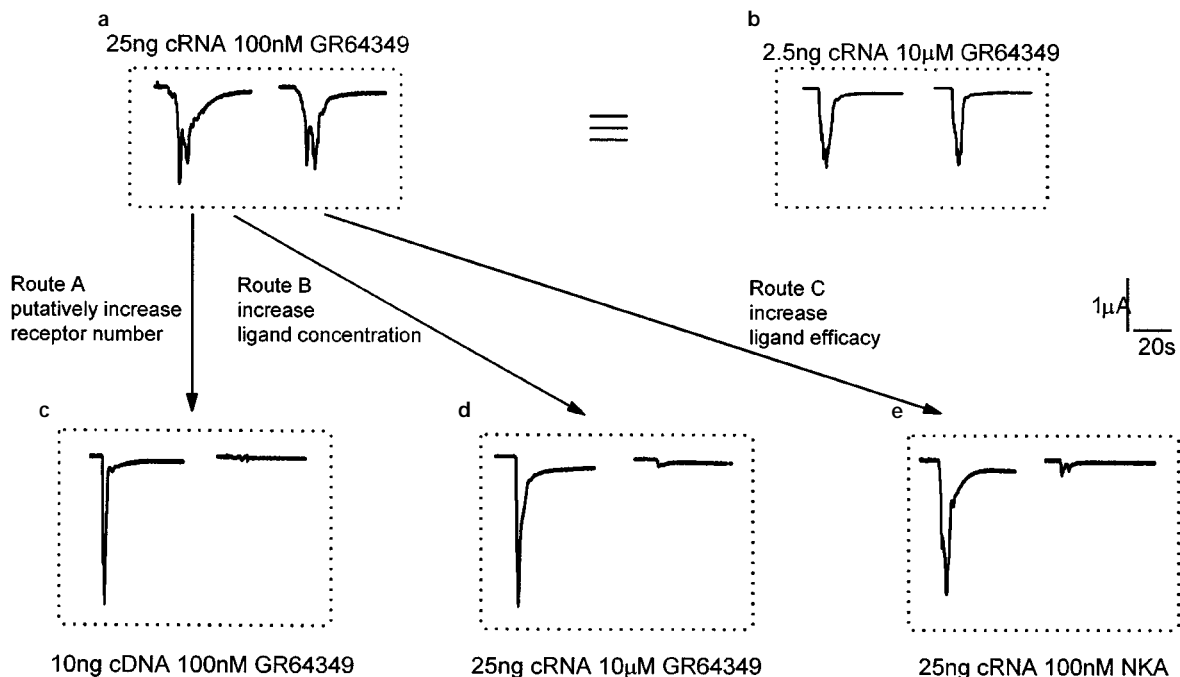 a
25ng cRNA 100nM GR64349
b
2.5ng cRNA 10μM GR64349
Route A
putatively increase
receptor number
Route B
increase
ligand concentration
Route C
increase
ligand efficacy
1μA
20s
c
d
e
10ng cDNA 100nM GR64349
25ng cRNA 10μM GR64349
25ng cRNA 100nM NKA